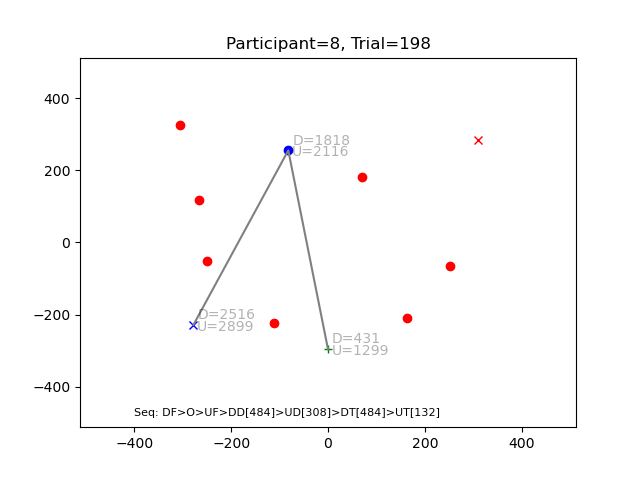 Participant=8, Trial=198
400
200
0
−200
−400
D=1818
U=2116
D=2516
U=2899
D=431
U=1299
Seq: DF>O>UF>DD[484]>UD[308]>DT[484]>UT[132]
−400 −200 0 200 400